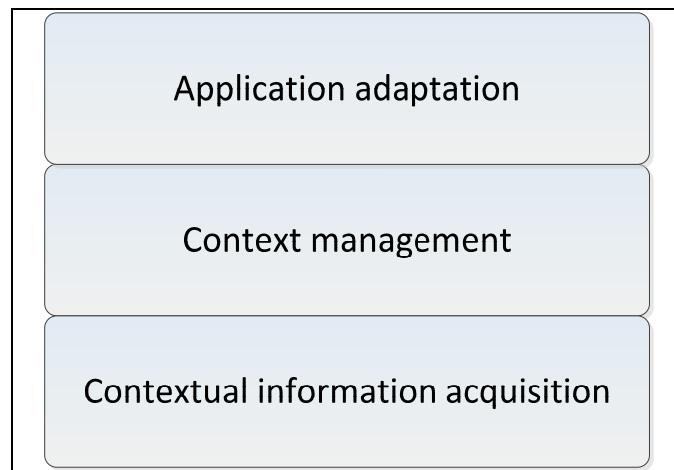 Application adaptation
Context management
Contextual information acquisition